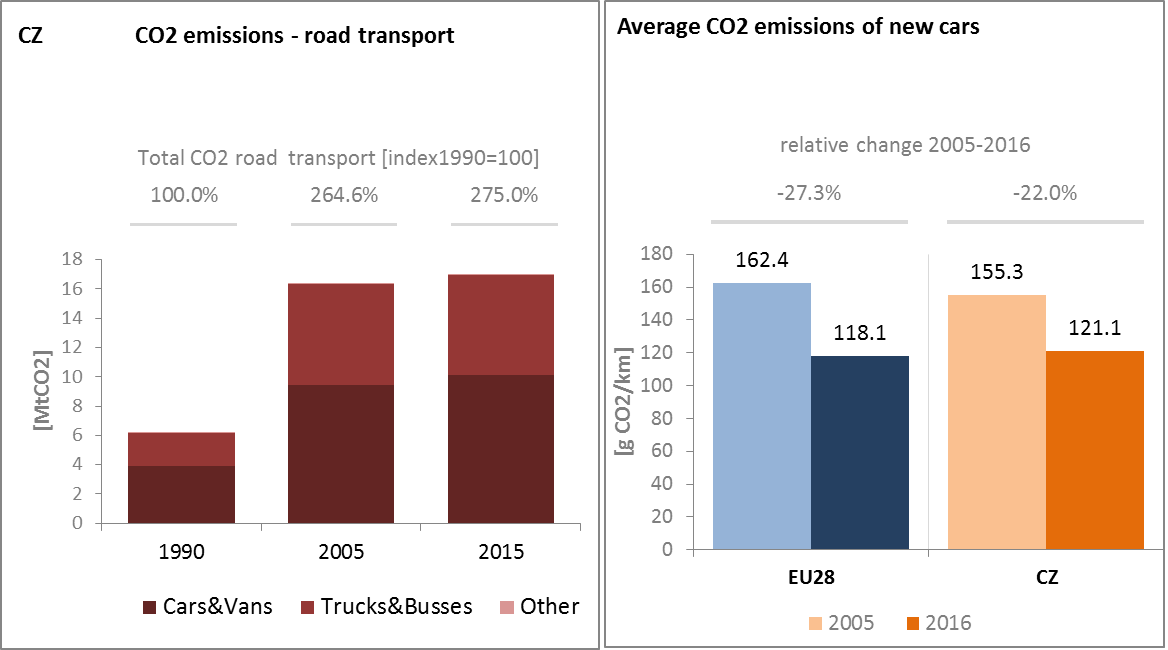 CZ CO2 emissions - road transport
Total CO2 road transport [index1990=100]
100.0% 264.6% 275.0%
18
16
14
12
10
8
6
4
2
0
[MtCO2]
1990 2005 2015
Cars&Vans Trucks&Busses Other
Average CO2 emissions of new cars
relative change 2005-2016
-27.3% -22.0%
180
160
140
120
100
80
60
40
20
0
[g CO2/km]
162.4 118.1 155.3 121.1
EU28 CZ
2005 2016